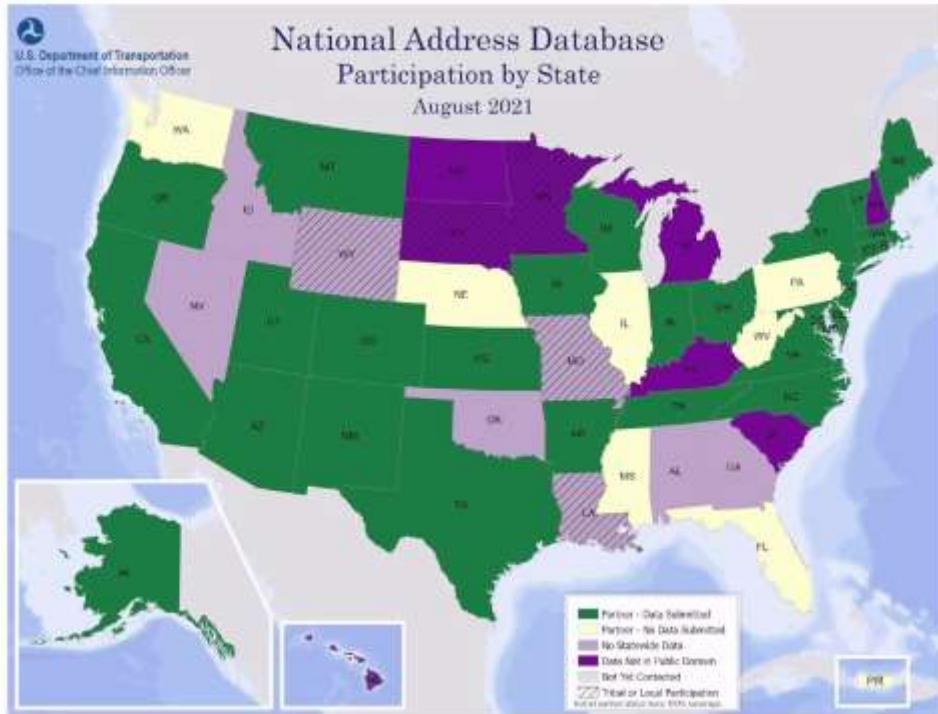 U.S. Department of Transportation
Office of the Chief Information Officer
National Address Database
Participation by State
August 2021
WA
MT
ME
OR
ID
WY
WI
NY
NV
NE
IA
PA
CA
UT
CO
IL
IN
OH
WV
KS
MO
VA
KY
NC
AZ
NM
OK
AR
TN
TX
MS
AL
GA
LA
FL
AK
PR
Partner - Data Submitted
Partner - No Data Submitted
No Statewide Data
Data Not in Public Domain
Not Yet Contacted
Tribal or Local Participation